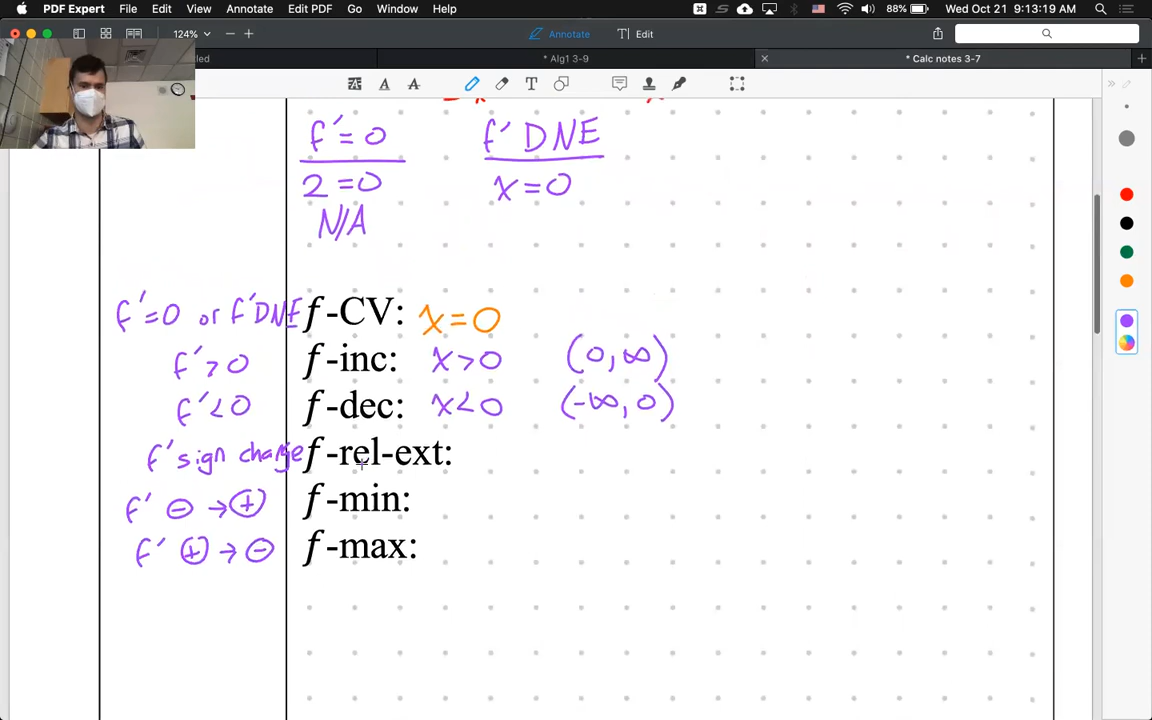 PDF Expert File Edit View Annotate Edit PDF Go Window Help 88% Wed Oct 21 9:13:19 AM
124% Annotate Edit
led * Alg1 3-9 * Calc notes 3-7
f'=0 f' DNE
2=0 x=0
N/A
f'=0 or f'DNE f-CV: x=0
f'>0 f-inc: x>0 (0,∞)
f'<0 f-dec: x<0 (-∞,0)
f' sign change f-rel-ext:
f' ⊖→⊕ f-min:
f' ⊕→⊖ f-max: